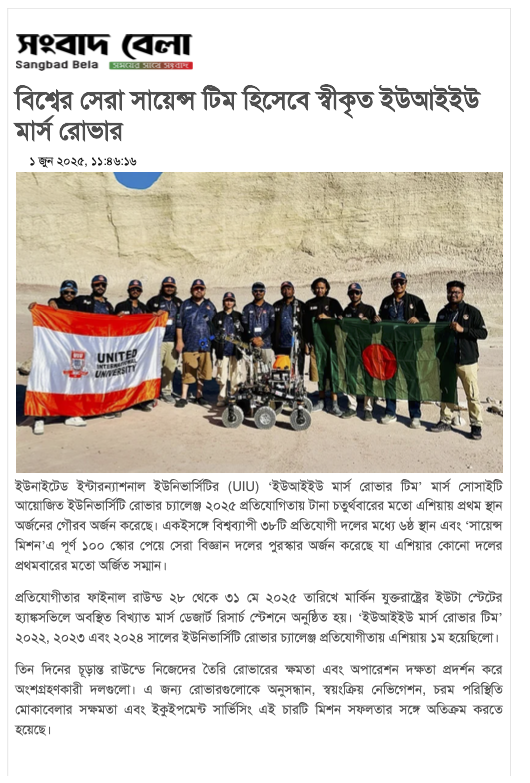 সংবাদ বেলা
Sangbad Bela সময়ের সাথে সবসময়
বিশ্বের সেরা সায়েন্স টিম হিসেবে স্বীকৃত ইউআইইউ
মার্স রোভার
১ জুন ২০২৫, ১১:৪৬:১৬
UNITED
INTERNATIONAL
UNIVERSITY
ইউনাইটেড ইন্টারন্যাশনাল ইউনিভার্সিটির (UIU) ‘ইউআইইউ মার্স রোভার টিম’ মার্স সোসাইটি
আয়োজিত ইউনিভার্সিটি রোভার চ্যালেঞ্জ ২০২৫ প্রতিযোগিতায় টানা চতুর্থবারের মতো এশিয়ায় প্রথম স্থান
অর্জনের গৌরব অর্জন করেছে। একইসঙ্গে বিশ্বব্যাপী ৩৮টি প্রতিযোগী দলের মধ্যে ৬ষ্ঠ স্থান এবং ‘সায়েন্স
মিশন’এ পূর্ণ ১০০ স্কোর পেয়ে সেরা বিজ্ঞান দলের পুরস্কার অর্জন করেছে যা এশিয়ার কোনো দলের
প্রথমবারের মতো অর্জিত সম্মান।
প্রতিযোগীতার ফাইনাল রাউন্ড ২৮ থেকে ৩১ মে ২০২৫ তারিখে মার্কিন যুক্তরাষ্ট্রের ইউটা স্টেটের
হ্যাঙ্কসভিলে অবস্থিত বিখ্যাত মার্স ডেজার্ট রিসার্চ স্টেশনে অনুষ্ঠিত হয়। ‘ইউআইইউ মার্স রোভার টিম’
২০২২, ২০২৩ এবং ২০২৪ সালের ইউনিভার্সিটি রোভার চ্যালেঞ্জ প্রতিযোগীতায় এশিয়ায় ১ম হয়েছিলো।
তিন দিনের চূড়ান্ত রাউন্ডে নিজেদের তৈরি রোভারের ক্ষমতা এবং অপারেশন দক্ষতা প্রদর্শন করে
অংশগ্রহণকারী দলগুলো। এ জন্য রোভারগুলোকে অনুসন্ধান, স্বয়ংক্রিয় নেভিগেশন, চরম পরিস্থিতি
মোকাবেলার সক্ষমতা এবং ইকুইপমেন্ট সার্ভিসিং এই চারটি মিশন সফলতার সঙ্গে অতিক্রম করতে
হয়েছে।